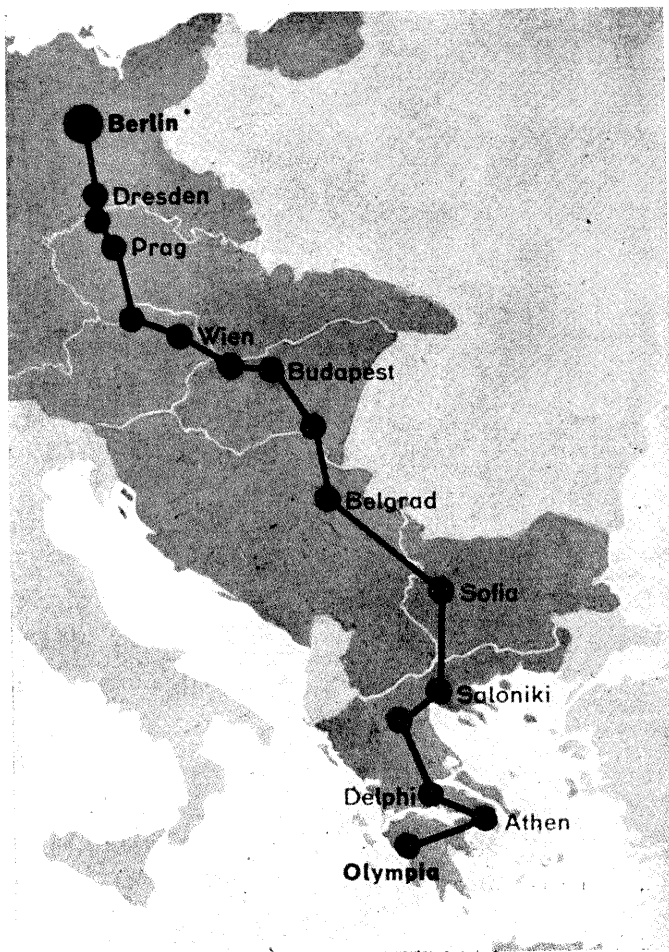 Berlin
Dresden
Prag
Wien
Budapest
Belgrad
Sofia
Saloniki
Delphi
Athen
Olympia